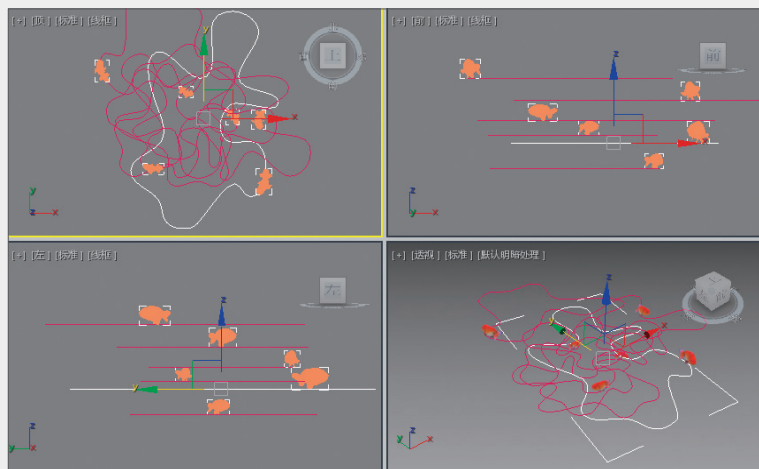 [+] [顶] [标准] [线框]
上
y
x
y
z x
[+] [前] [标准] [线框]
前
z
x
z
y x
[+] [左] [标准] [线框]
左
z
y
z
y x
[+] [透视] [标准] [默认明暗处理]
z
y
x
z
y x